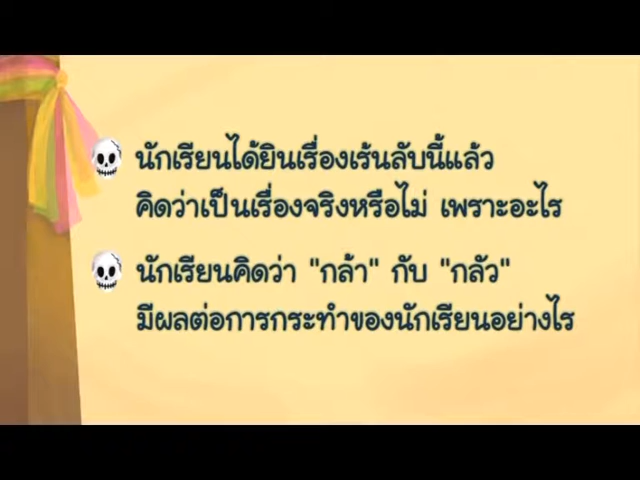 นักเรียนได้ยินเรื่องเร้นลับนี้แล้ว
คิดว่าเป็นเรื่องจริงหรือไม่ เพราะอะไร
นักเรียนคิดว่า "กล้า" กับ "กลัว"
มีผลต่อการกระทำของนักเรียนอย่างไร